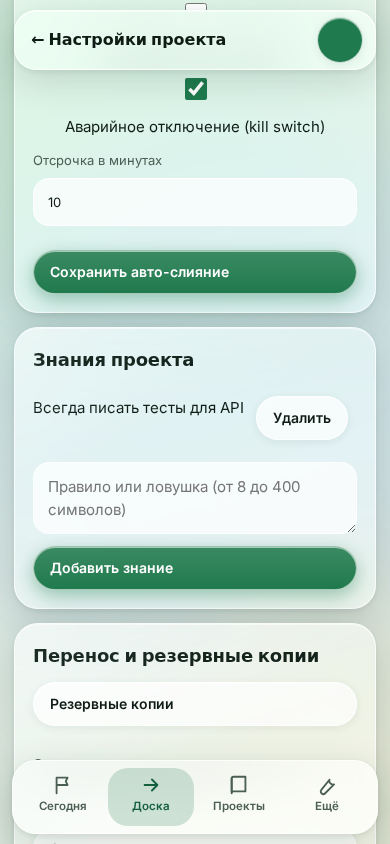 ← Настройки проекта
Аварийное отключение (kill switch)
Отсрочка в минутах
10
Сохранить авто-слияние
Знания проекта
Всегда писать тесты для API
Удалить
Правило или ловушка (от 8 до 400
символов)
Добавить знание
Перенос и резервные копии
Резервные копии
Сегодня
Доска
Проекты
Ещё